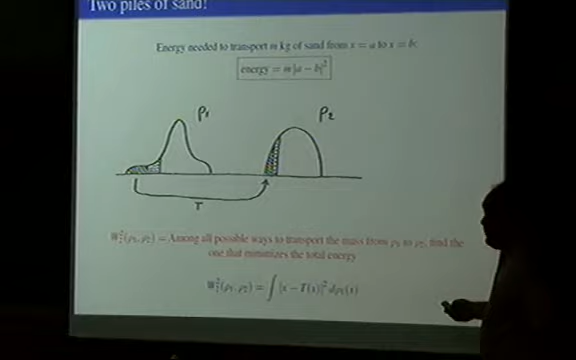 Two piles of sand!
Energy needed to transport m kg of sand from x = a to x = b:
energy = m |a − b|²
ρ₁
ρ₂
T
W₂²(ρ₁, ρ₂) = Among all possible ways to transport the mass from ρ₁ to ρ₂, find the
one that minimizes the total energy
W₂²(ρ₁, ρ₂) = ∫ |x − T(x)|² dρ₁(x)